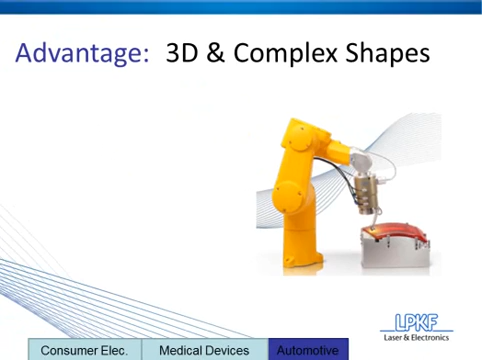 Advantage: 3D & Complex Shapes
LPKF
Laser & Electronics
Consumer Elec. Medical Devices Automotive